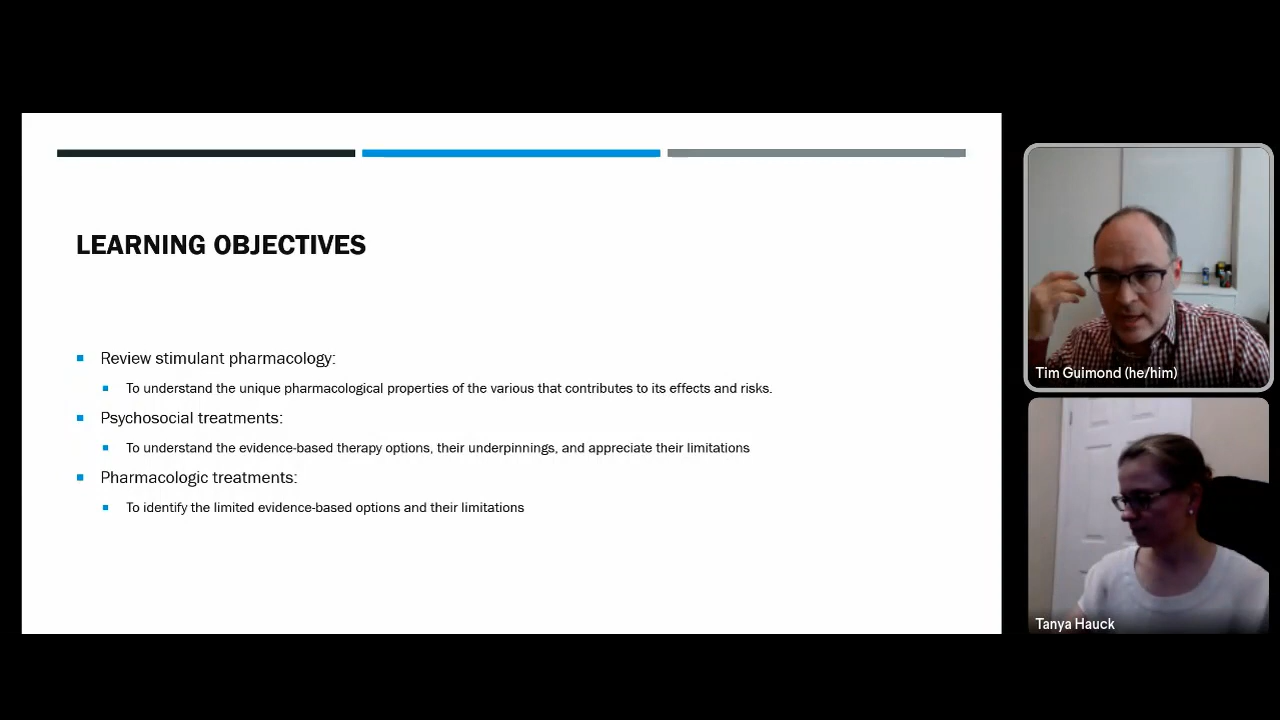 LEARNING OBJECTIVES
Review stimulant pharmacology:
To understand the unique pharmacological properties of the various that contributes to its effects and risks.
Psychosocial treatments:
To understand the evidence-based therapy options, their underpinnings, and appreciate their limitations
Pharmacologic treatments:
To identify the limited evidence-based options and their limitations
Tim Guimond (he/him)
Tanya Hauck